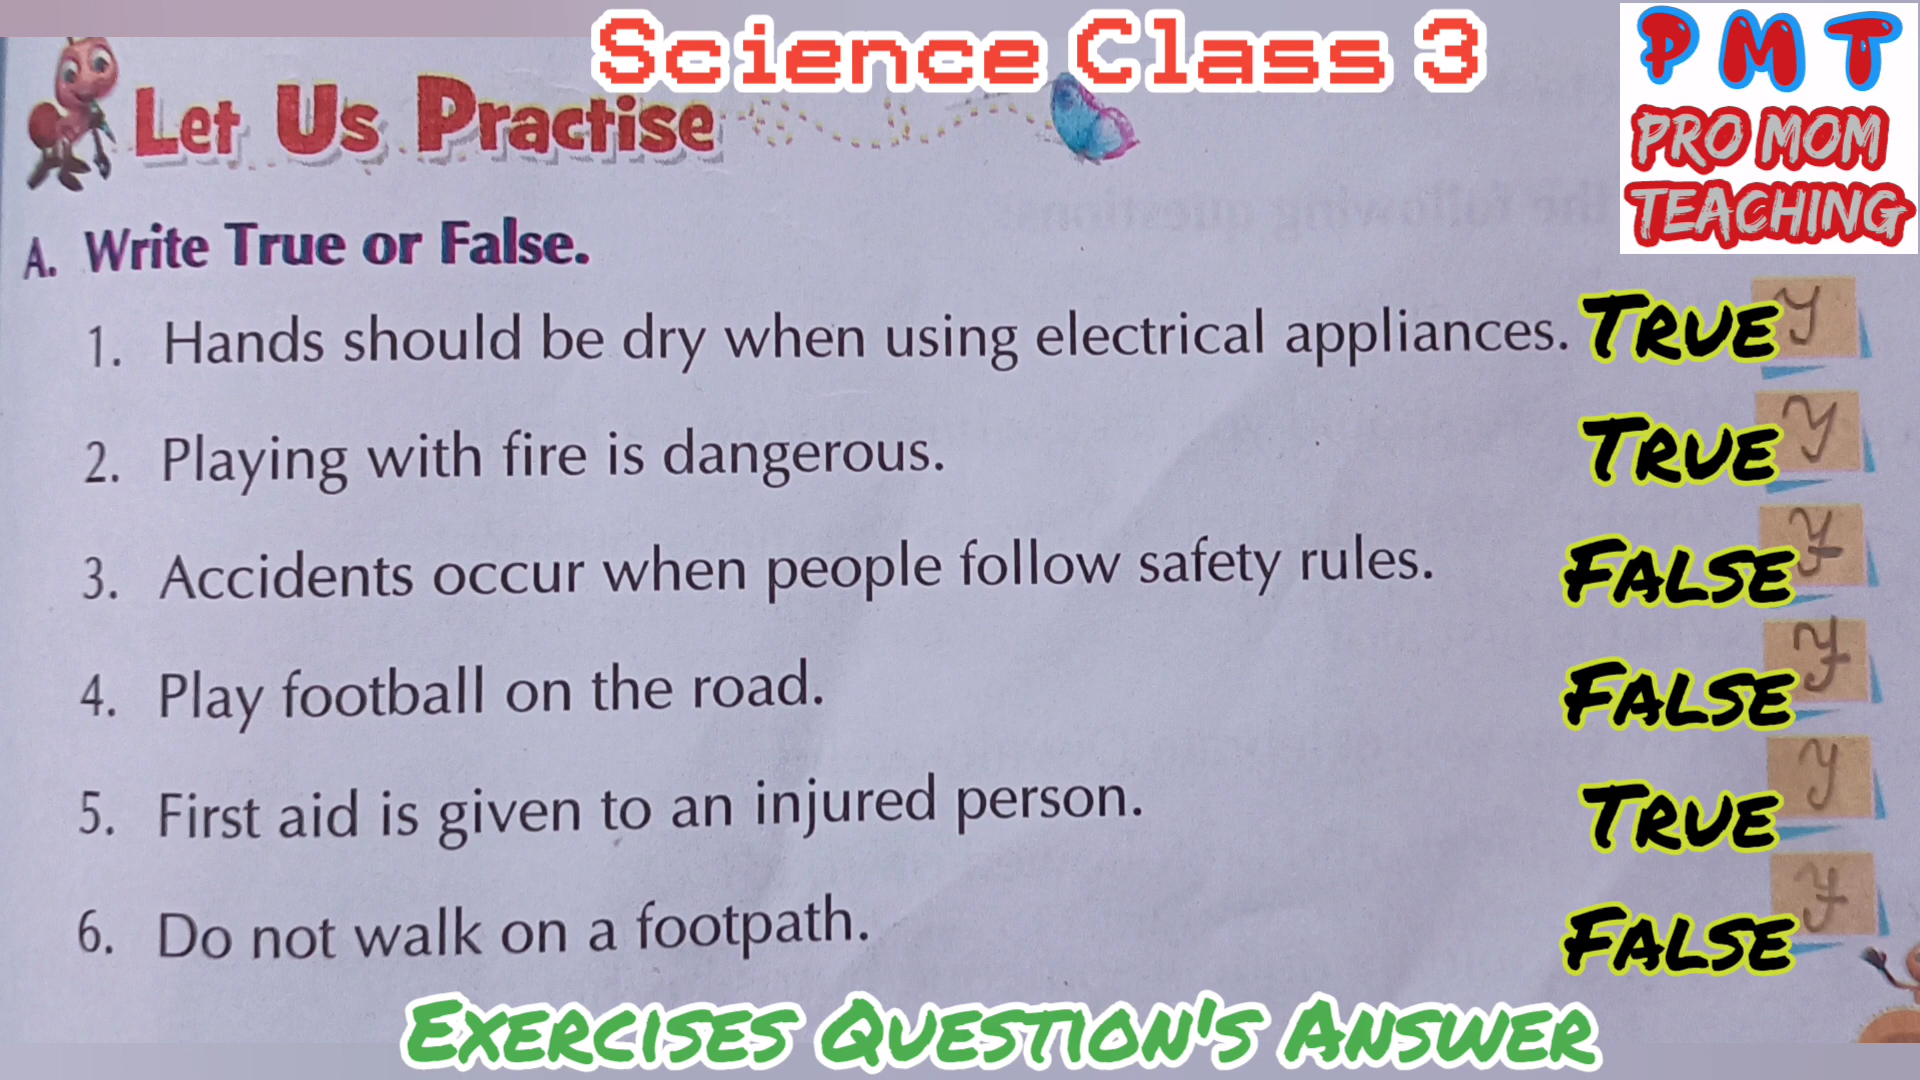 Science Class 3
PMT
PRO MOM
TEACHING
Let Us Practise
A. Write True or False.
1. Hands should be dry when using electrical appliances. TRUE
2. Playing with fire is dangerous. TRUE
3. Accidents occur when people follow safety rules. FALSE
4. Play football on the road. FALSE
5. First aid is given to an injured person. TRUE
6. Do not walk on a footpath. FALSE
EXERCISES QUESTION'S ANSWER